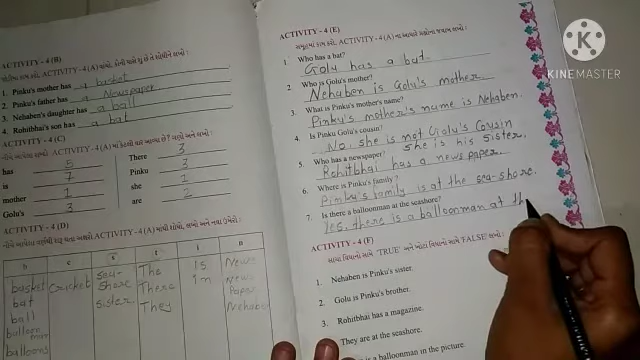 ACTIVITY - 4 (B)
1. Pinku's mother has a basket
2. Pinku's father has a Newspaper
3. Nehaben's daughter has a ball
4. Rohitbhai's son has a bat
ACTIVITY - 4 (C)
has 5 There 3
is 7 Pinku 3
mother 1 she 1
Golu's 3 are 2
ACTIVITY - 4 (D)
b c s t i n
basket Cricket sea-shore The Is News
bat There In News Paper
ball sister They Nehaben
balloon man
balloons
ACTIVITY - 4 (E)
1. Who has a bat?
Golu has a bat.
2. Who is Golu's mother?
Nehaben is Golu's mother.
3. What is Pinku's mother's name?
Pinku's mother's name is Nehaben.
4. Is Pinku Golu's cousin?
No, she is not Golu's Cousin
She is his Sister.
5. Who has a newspaper?
Rohitbhai has a news paper.
6. Where is Pinku's family?
Pinku's family is at the sea-shore.
7. Is there a balloonman at the seashore?
Yes, there is a balloonman at th
ACTIVITY - 4 (F)
સાચાં વિધાનો સામે 'TRUE' અને ખોટાં વિધાનો સામે 'FALSE' લખો :
1. Nehaben is Pinku's sister.
2. Golu is Pinku's brother.
3. Rohitbhai has a magazine.
They are at the seashore.
is a balloonman in the picture.
KINEMASTER